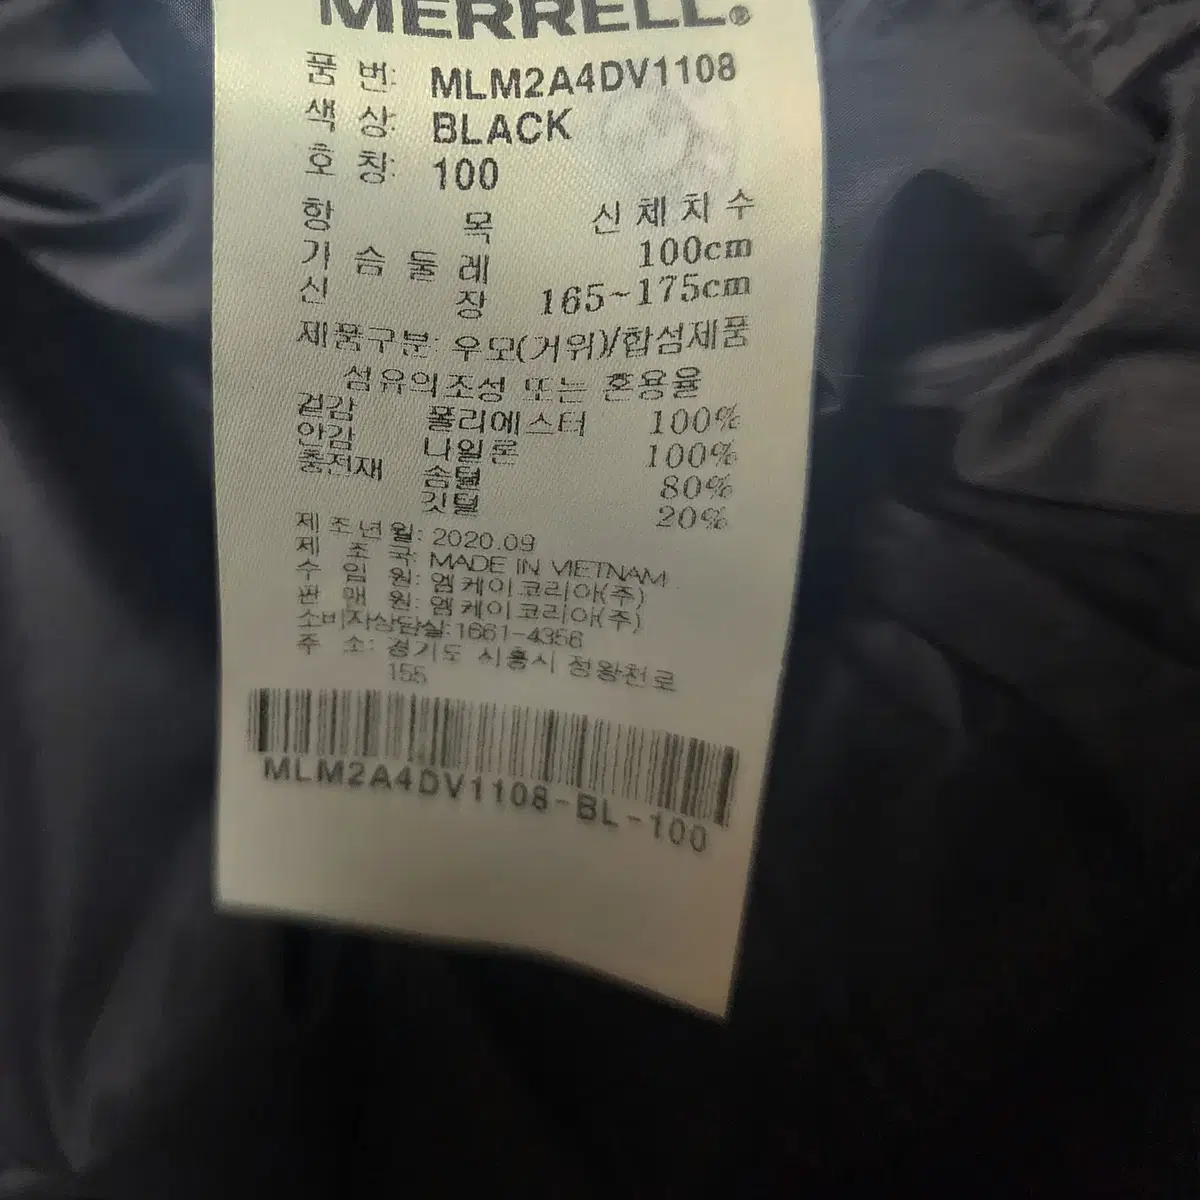 MERRELL®
품 번: MLM2A4DV1108
색 상: BLACK
호 칭: 100
항 목 신체치수
가슴둘레 100cm
신 장 165~175cm
제품구분: 우모(거위)/합성제품
섬유의조성 또는 혼용율
겉감 폴리에스터 100%
안감 나일론 100%
충전재 솜털 80%
깃털 20%
제조년월: 2020.09
제 조 국: MADE IN VIETNAM
수 입 원: 엠케이코리아(주)
판 매 원: 엠케이코리아(주)
소비자상담실:1661-4356
주 소: 경기도 시흥시 정왕천로
155
MLM2A4DV1108-BL-100